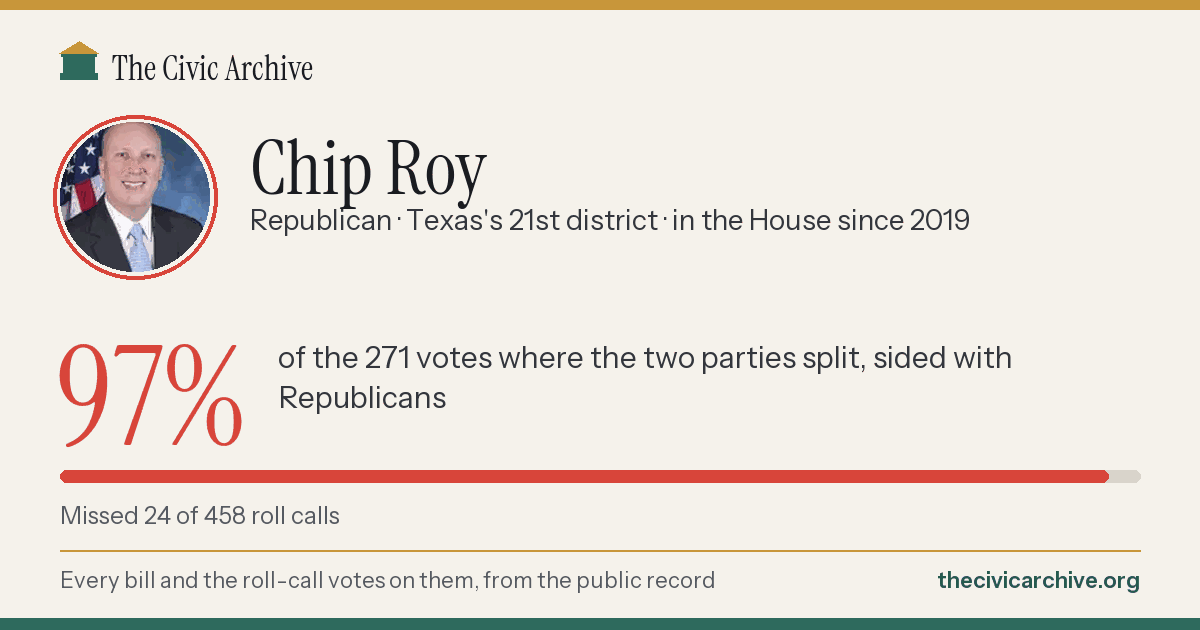 The Civic Archive
Chip Roy
Republican · Texas's 21st district · in the House since 2019
97%
of the 271 votes where the two parties split, sided with
Republicans
Missed 24 of 458 roll calls
Every bill and the roll-call votes on them, from the public record
thecivicarchive.org